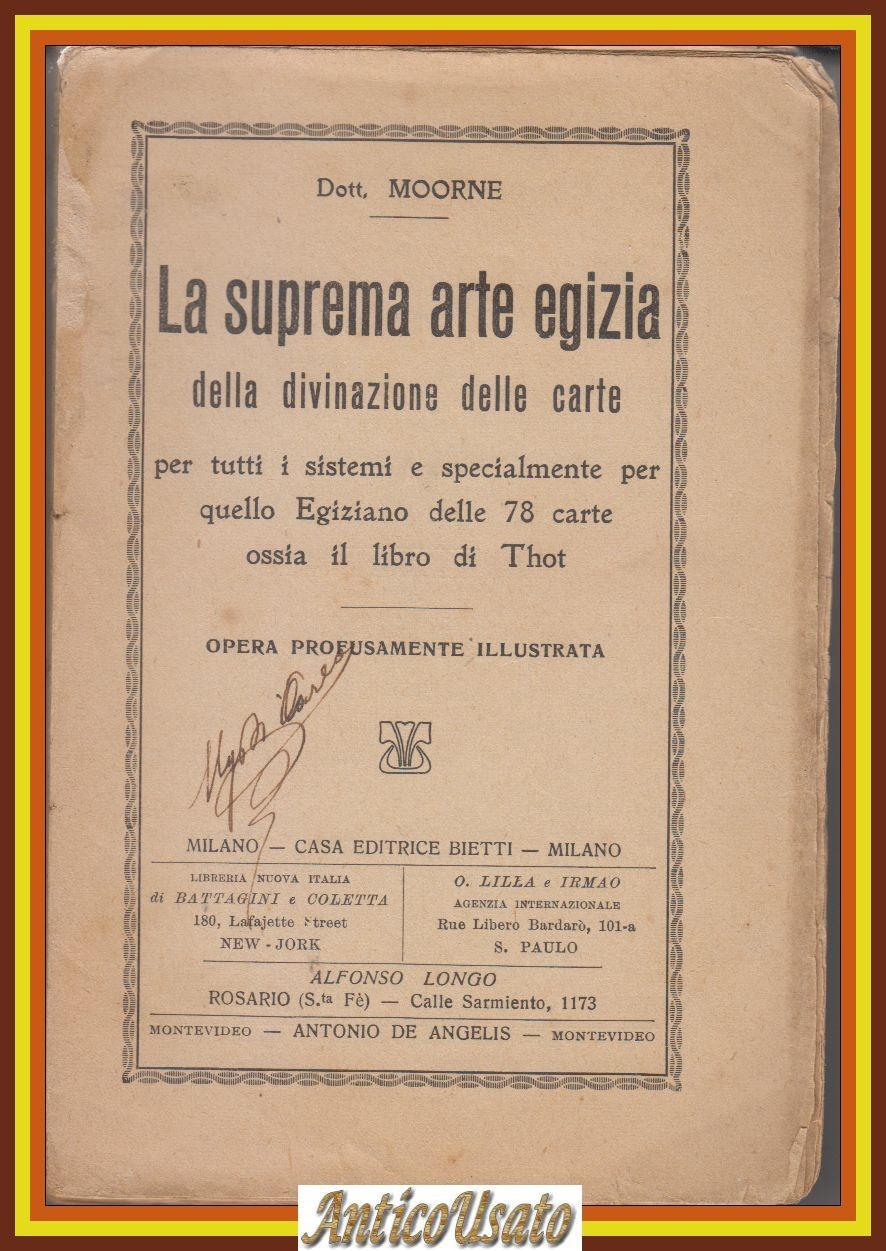 Dott. MOORNE
La suprema arte egizia
della divinazione delle carte
per tutti i sistemi e specialmente per
quello Egiziano delle 78 carte
ossia il libro di Thot
OPERA PROFUSAMENTE ILLUSTRATA
MILANO — CASA EDITRICE BIETTI — MILANO
LIBRERIA NUOVA ITALIA
di BATTAGINI e COLETTA
180, Lafajette Street
NEW-JORK
O. LILLA e IRMAO
AGENZIA INTERNAZIONALE
Rue Libero Bardarò, 101-a
S. PAULO
ALFONSO LONGO
ROSARIO (S.ta Fè) — Calle Sarmiento, 1173
MONTEVIDEO — ANTONIO DE ANGELIS — MONTEVIDEO
AnticoUsato